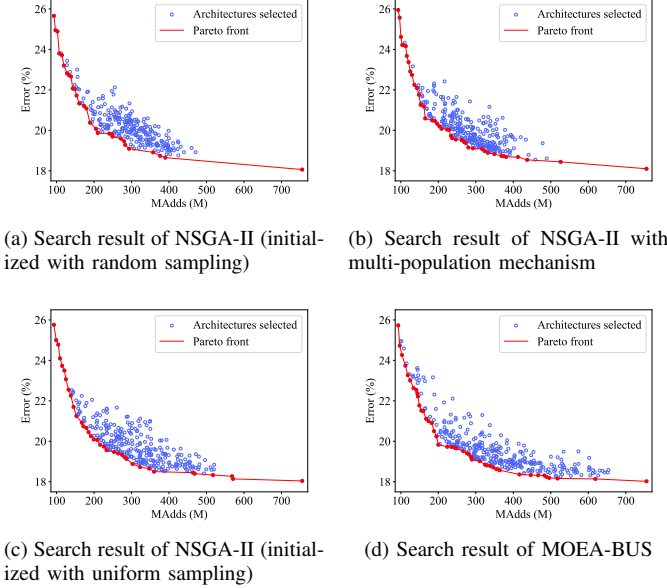 Architectures selected
Pareto front
26
24
22
20
18
Error (%)
100 200 300 400 500 600 700
MAdds (M)
(a) Search result of NSGA-II (initial-
ized with random sampling)
Architectures selected
Pareto front
26
24
22
20
18
Error (%)
100 200 300 400 500 600 700
MAdds (M)
(b) Search result of NSGA-II with
multi-population mechanism
Architectures selected
Pareto front
26
24
22
20
18
Error (%)
100 200 300 400 500 600 700
MAdds (M)
(c) Search result of NSGA-II (initial-
ized with uniform sampling)
Architectures selected
Pareto front
26
24
22
20
18
Error (%)
100 200 300 400 500 600 700
MAdds (M)
(d) Search result of MOEA-BUS